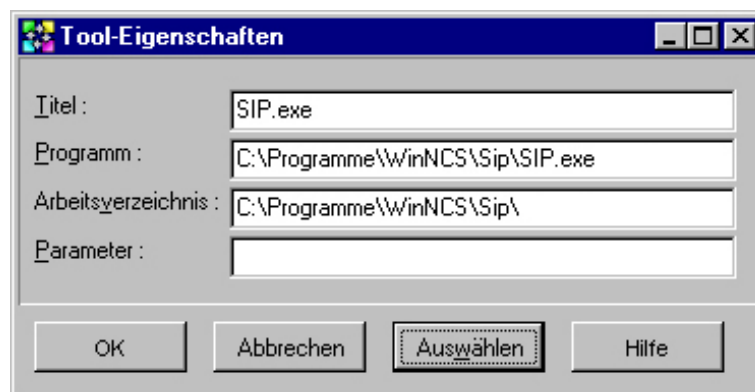 Tool-Eigenschaften
Titel :
SIP.exe
Programm :
C:\Programme\WinNCS\Sip\SIP.exe
Arbeitsverzeichnis :
C:\Programme\WinNCS\Sip\
Parameter :
OK
Abbrechen
Auswählen
Hilfe